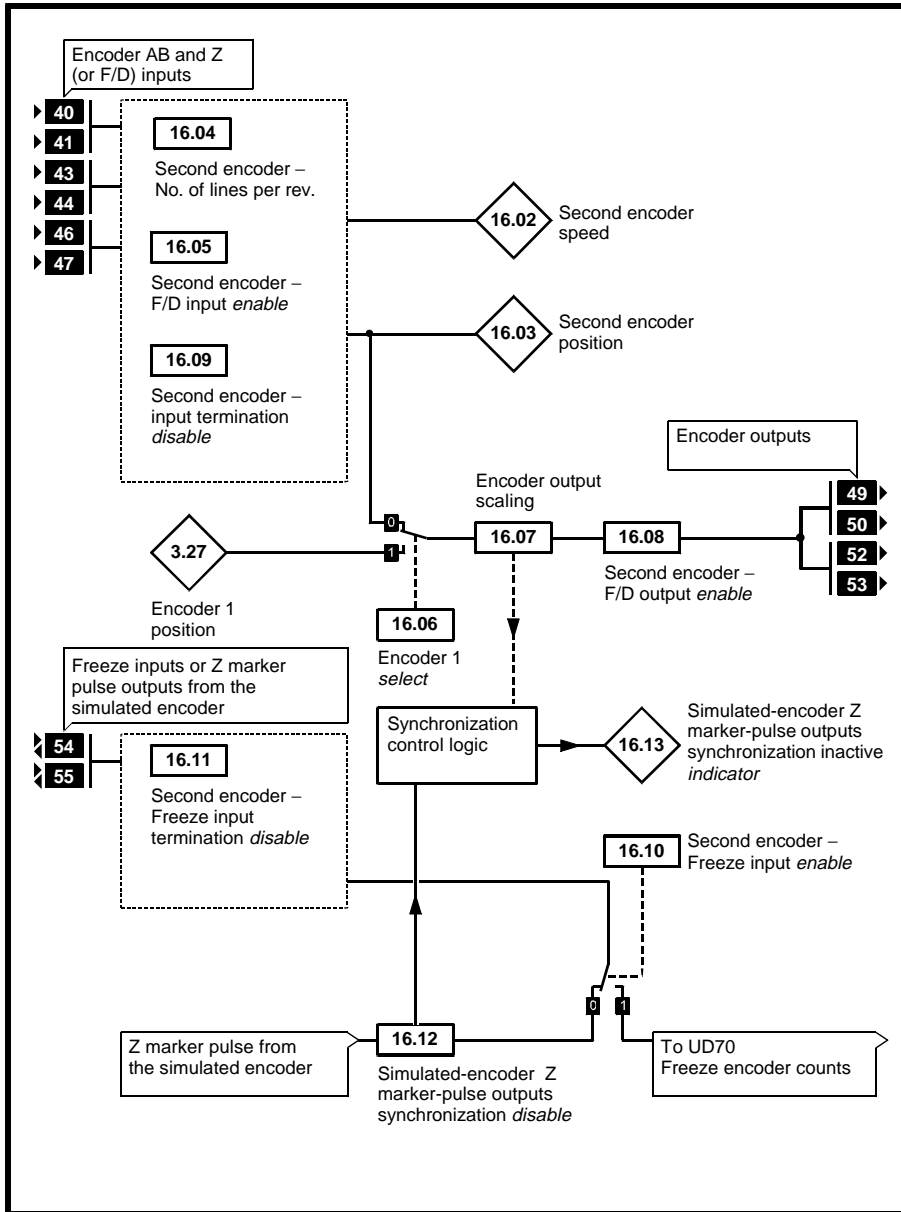 Encoder AB and Z
(or F/D) inputs
40
41
43
44
46
47
16.04
Second encoder –
No. of lines per rev.
16.05
Second encoder –
F/D input enable
16.09
Second encoder –
input termination
disable
16.02
Second encoder
speed
16.03
Second encoder
position
Encoder outputs
49
50
52
53
Encoder output
scaling
0
1
16.07
16.08
Second encoder –
F/D output enable
3.27
Encoder 1
position
16.06
Encoder 1
select
Freeze inputs or Z marker
pulse outputs from the
simulated encoder
54
55
16.11
Second encoder –
Freeze input
termination disable
Synchronization
control logic
16.13
Simulated-encoder Z
marker-pulse outputs
synchronization inactive
indicator
16.10
Second encoder –
Freeze input enable
0
1
Z marker pulse from
the simulated encoder
16.12
Simulated-encoder Z
marker-pulse outputs
synchronization disable
To UD70
Freeze encoder counts